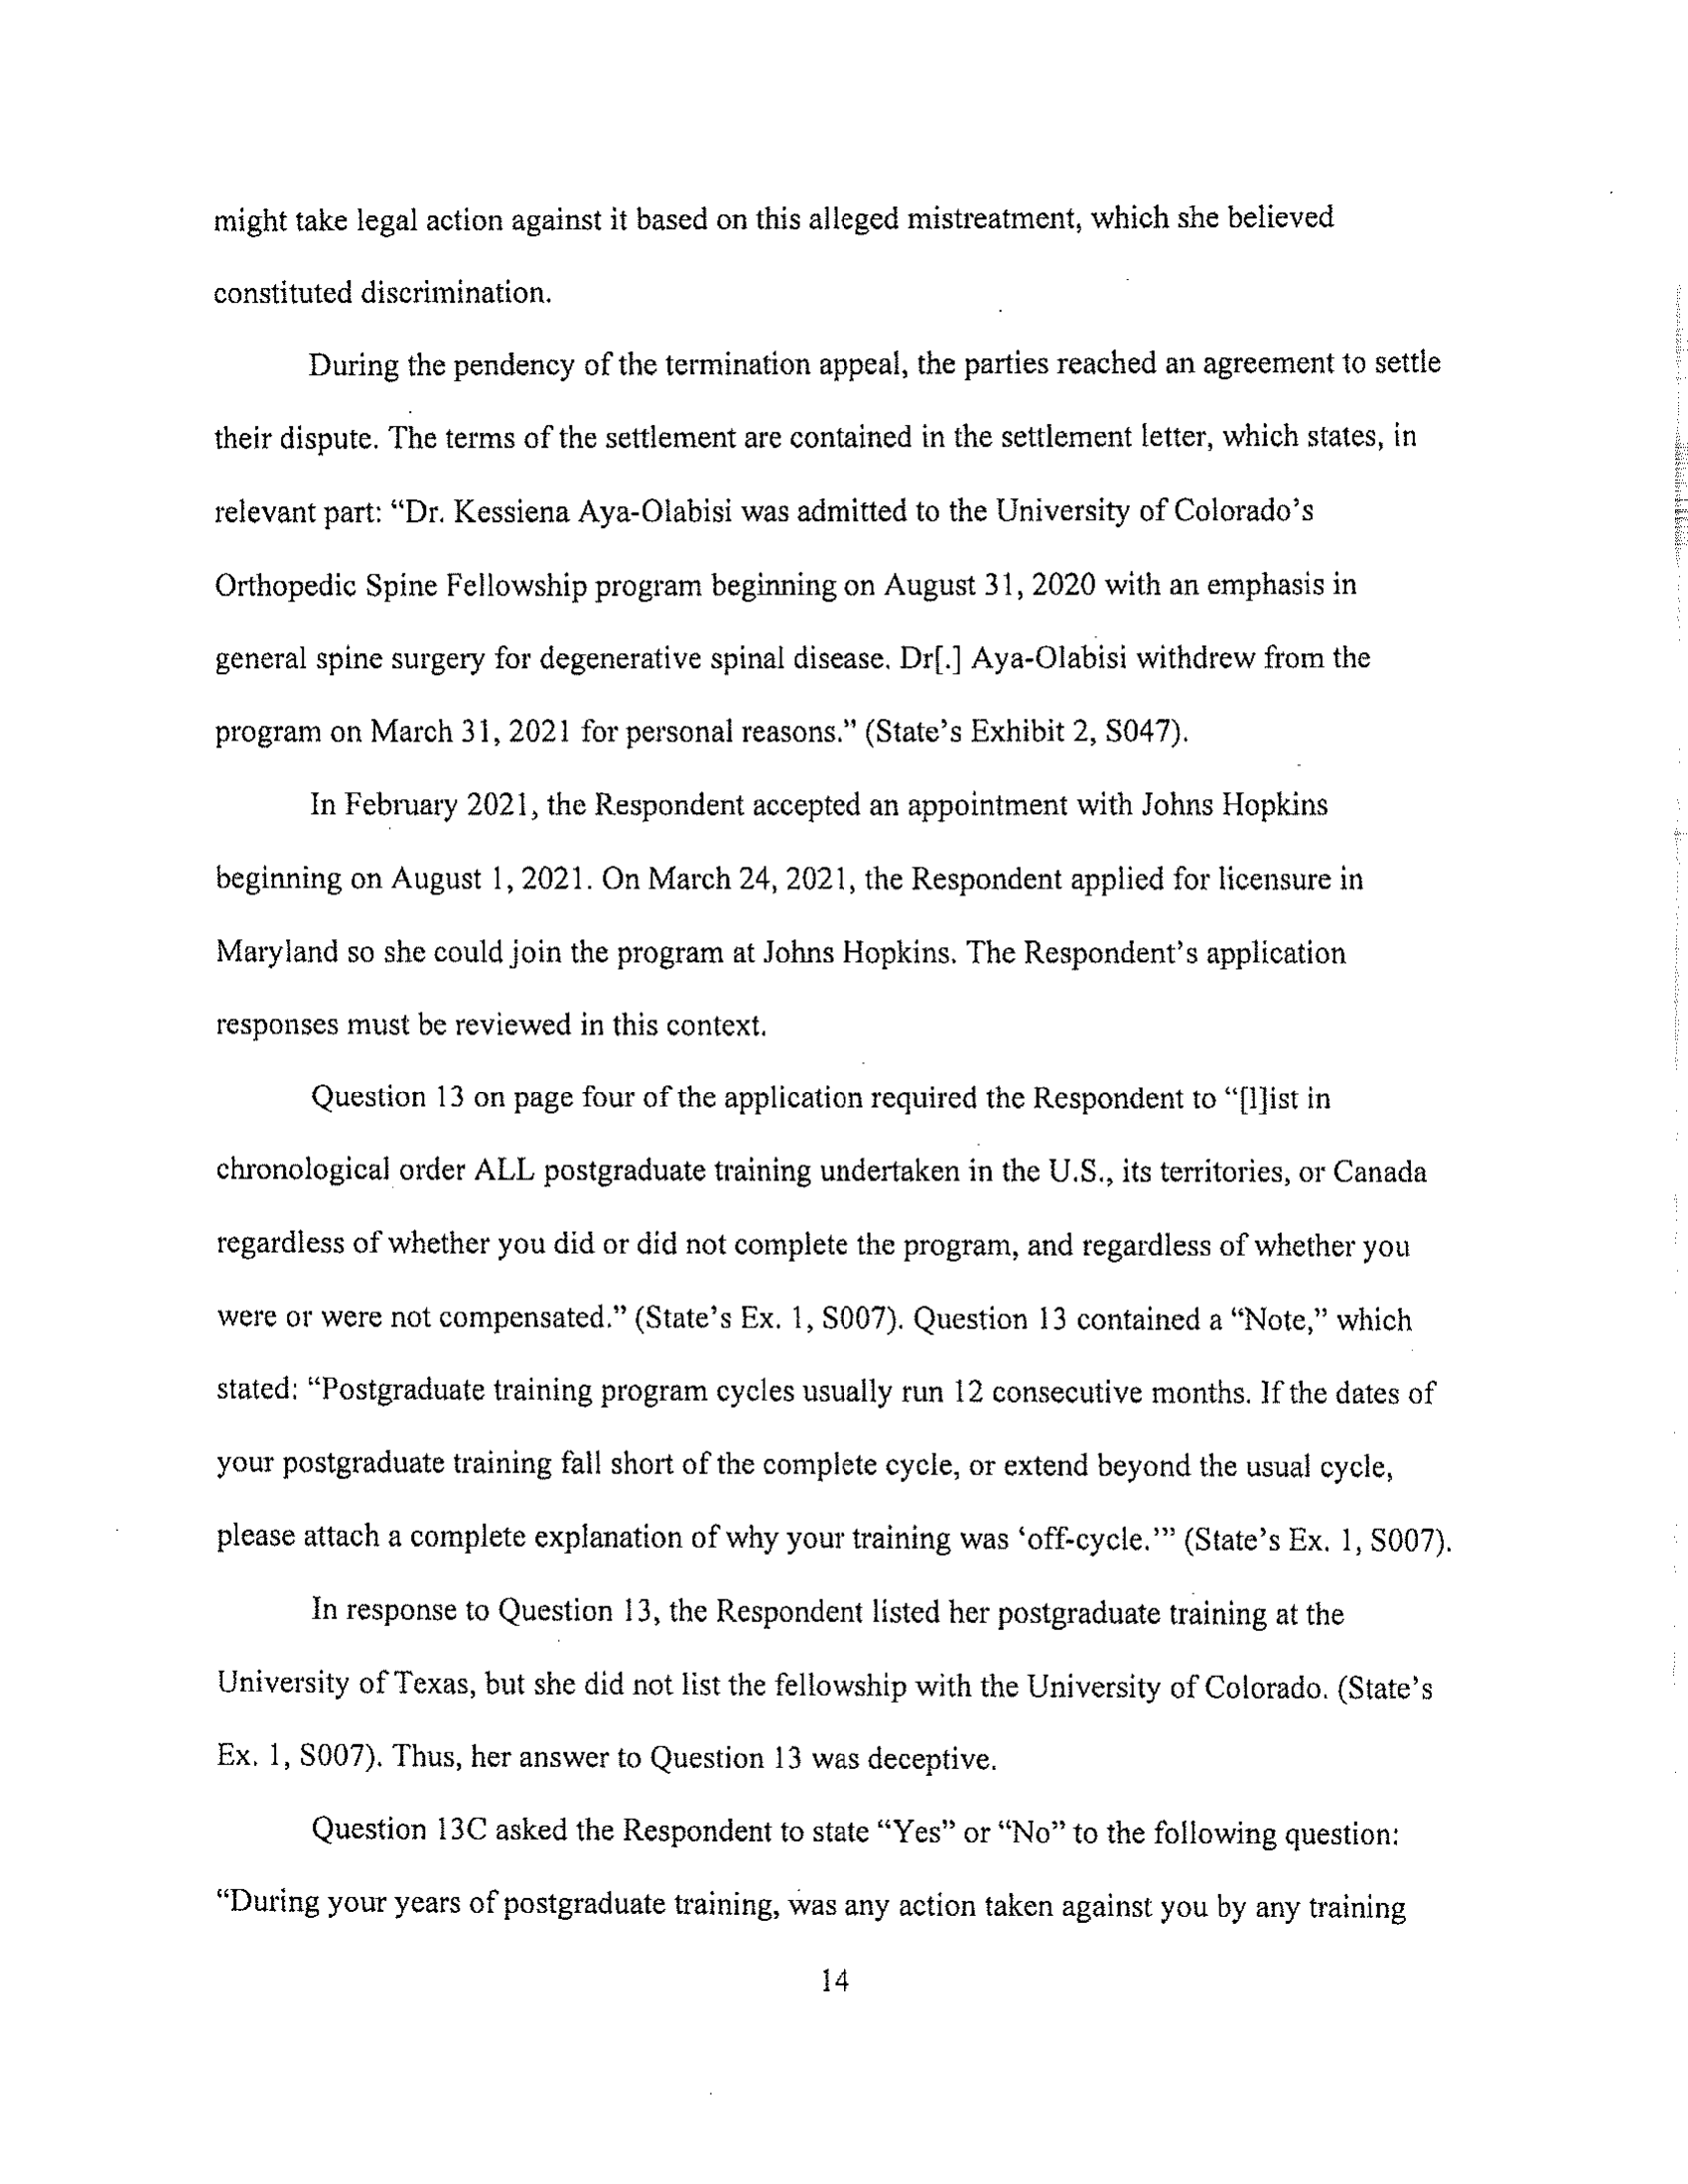 might take legal action against it based on this alleged mistreatment, which she believed
constituted discrimination.
During the pendency of the termination appeal, the parties reached an agreement to settle
their dispute. The terms of the settlement are contained in the settlement letter, which states, in
relevant part: “Dr. Kessiena Aya-Olabisi was admitted to the University of Colorado’s
Orthopedic Spine Fellowship program beginning on August 31, 2020 with an emphasis in
general spine surgery for degenerative spinal disease. Dr[.] Aya-Olabisi withdrew from the
program on March 31, 2021 for personal reasons.” (State’s Exhibit 2, S047).
In February 2021, the Respondent accepted an appointment with Johns Hopkins
beginning on August 1, 2021. On March 24, 2021, the Respondent applied for licensure in
Maryland so she could join the program at Johns Hopkins. The Respondent’s application
responses must be reviewed in this context.
Question 13 on page four of the application required the Respondent to “[l]ist in
chronological order ALL postgraduate training undertaken in the U.S., its territories, or Canada
regardless of whether you did or did not complete the program, and regardless of whether you
were or were not compensated.” (State’s Ex. 1, S007). Question 13 contained a “Note,” which
stated: “Postgraduate training program cycles usually run 12 consecutive months. If the dates of
your postgraduate training fall short of the complete cycle, or extend beyond the usual cycle,
please attach a complete explanation of why your training was ‘off-cycle.’” (State’s Ex. 1, S007).
In response to Question 13, the Respondent listed her postgraduate training at the
University of Texas, but she did not list the fellowship with the University of Colorado. (State’s
Ex. 1, S007). Thus, her answer to Question 13 was deceptive.
Question 13C asked the Respondent to state “Yes” or “No” to the following question:
“During your years of postgraduate training, was any action taken against you by any training
14